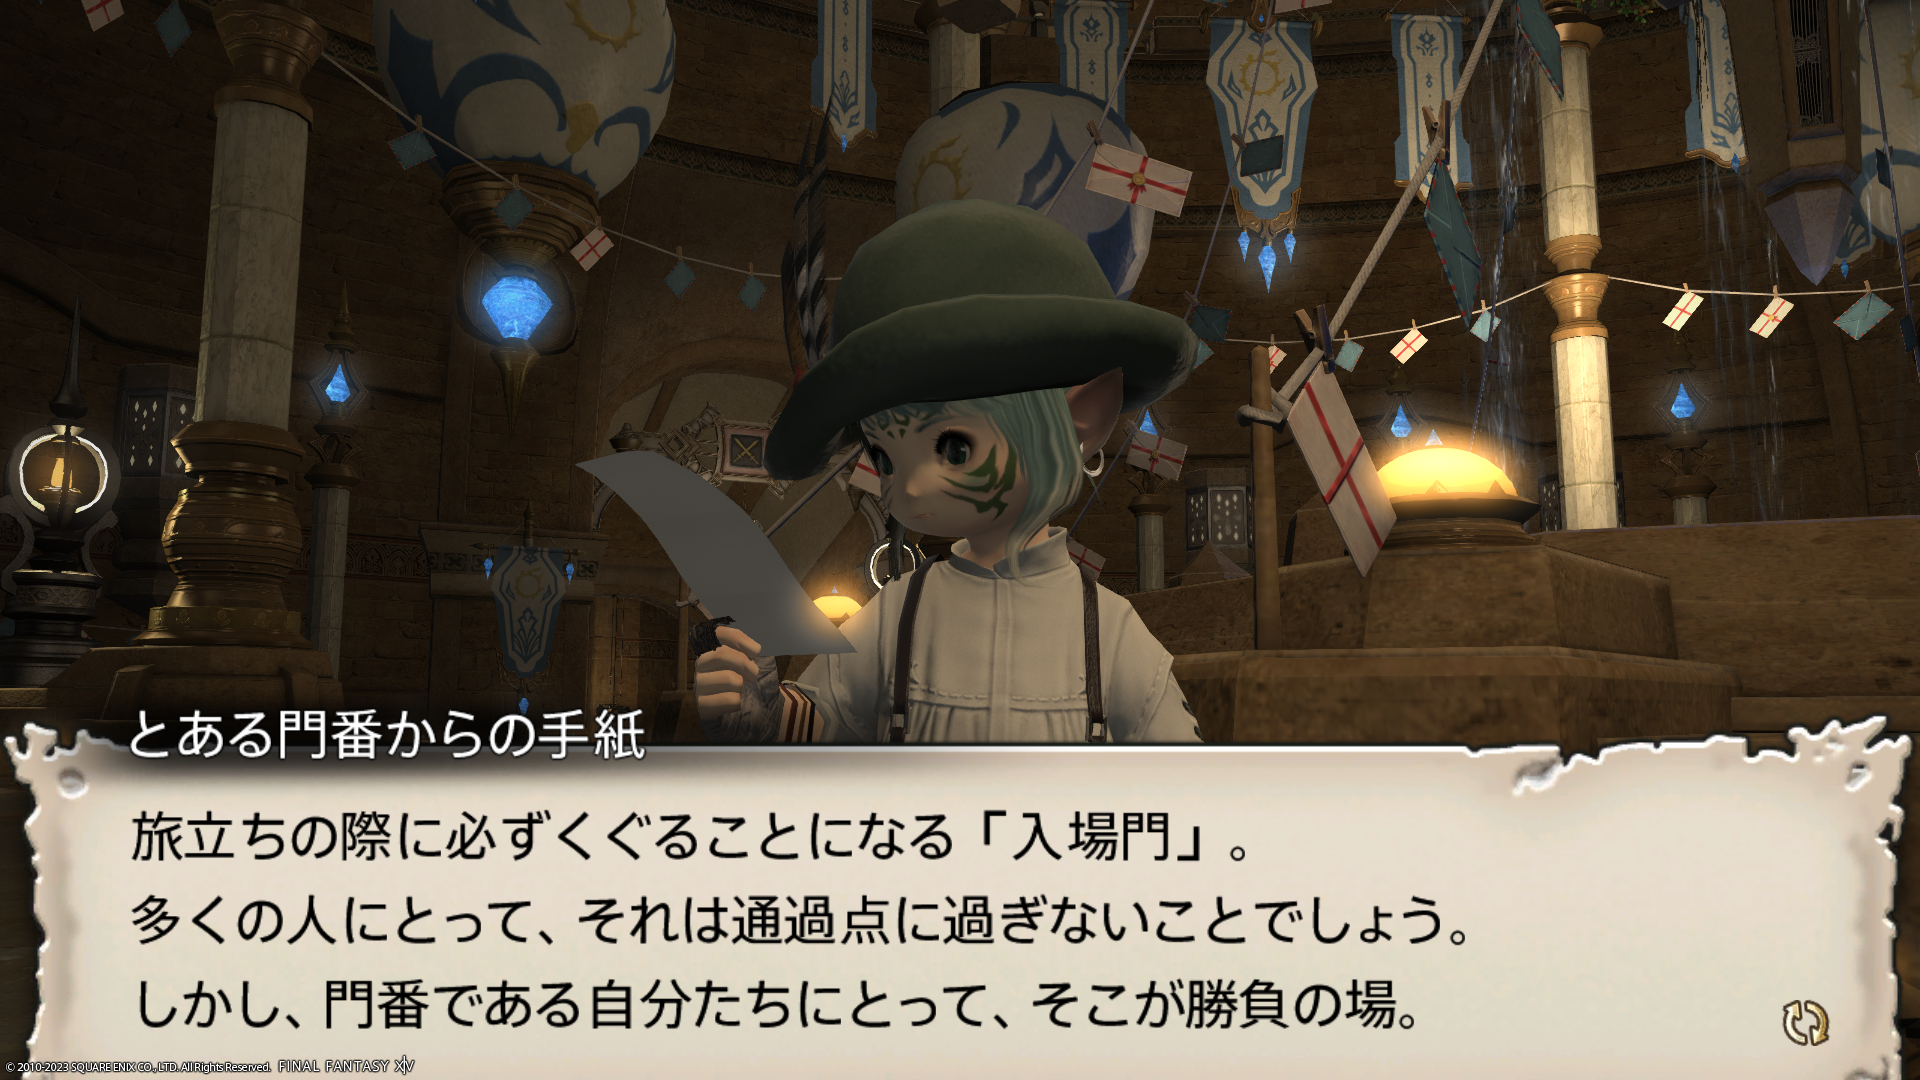 とある門番からの手紙
旅立ちの際に必ずくぐることになる「入場門」。
多くの人にとって、それは通過点に過ぎないことでしょう。
しかし、門番である自分たちにとって、そこが勝負の場。
© 2010-2023 SQUARE ENIX CO., LTD. All Rights Reserved. FINAL FANTASY XIV